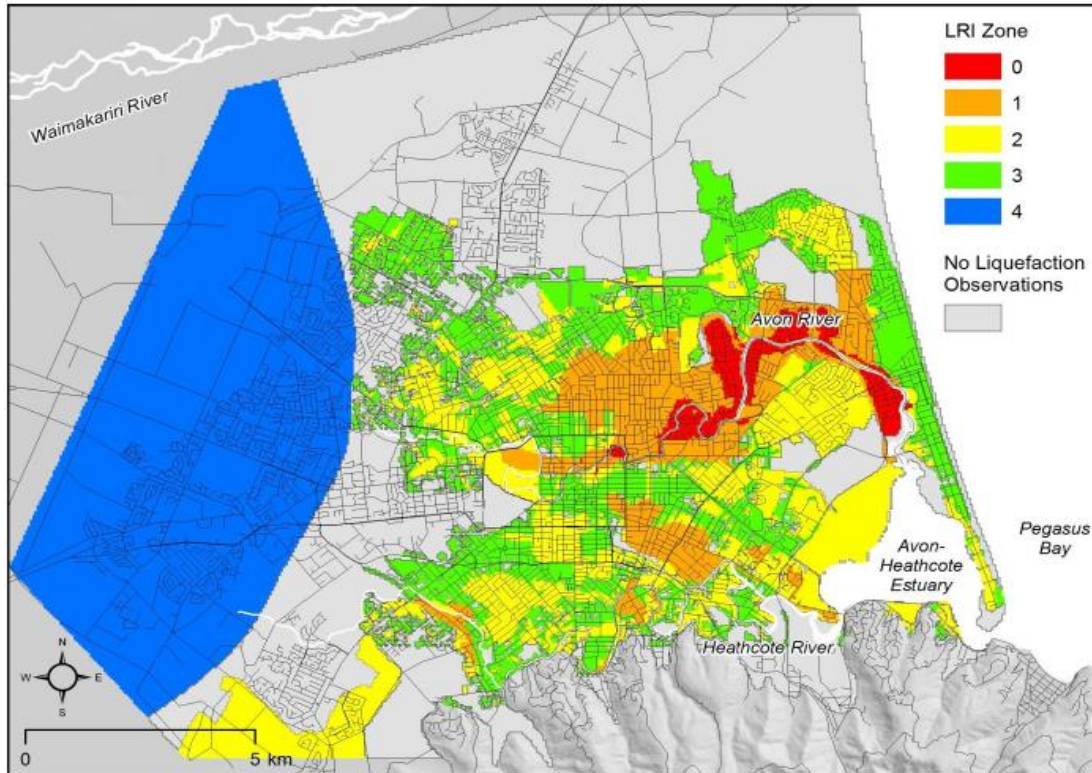 LRI Zone
0
1
2
3
4
No Liquefaction
Observations
Waimakariri River
Avon River
Pegasus
Bay
Avon-
Heathcote
Estuary
Heathcote River
N
W E
S
0 5 km